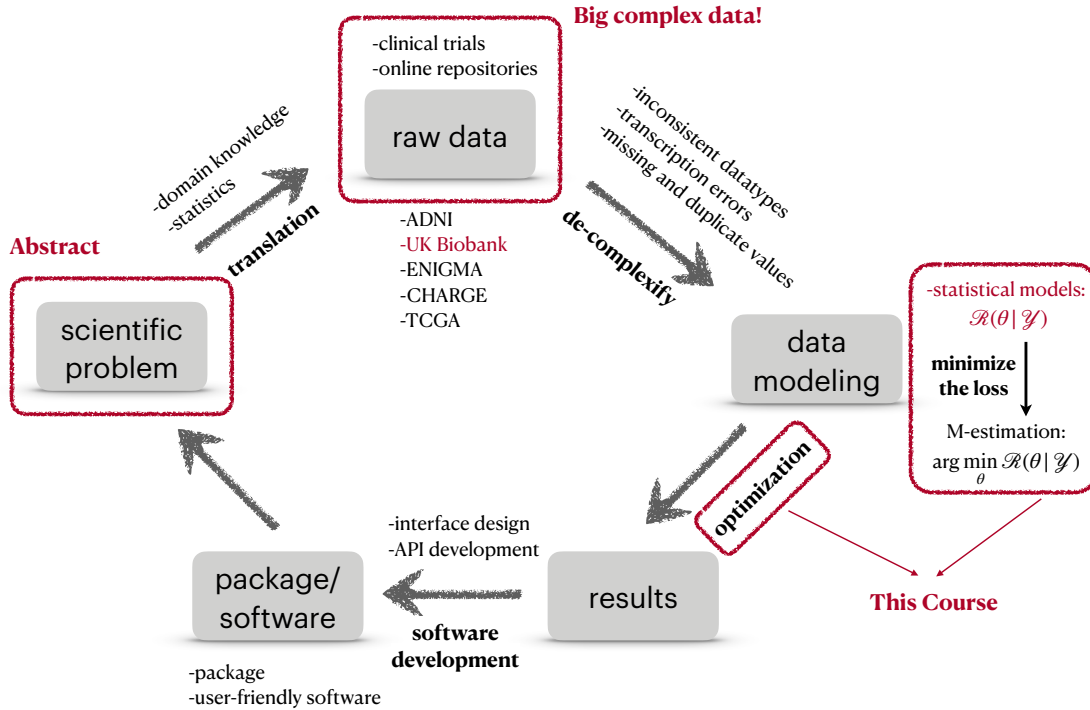 Big complex data!
-clinical trials
-online repositories
raw data
-domain knowledge
-statistics
translation
-ADNI
-UK Biobank
-ENIGMA
-CHARGE
-TCGA
-inconsistent datatypes
-transcription errors
-missing and duplicate values
de-complexify
Abstract
scientific
problem
data
modeling
-statistical models:
ℛ(θ | 𝒴)
minimize
the loss
M-estimation:
arg min ℛ(θ | 𝒴)
θ
optimization
This Course
results
-interface design
-API development
software
development
package/
software
-package
-user-friendly software